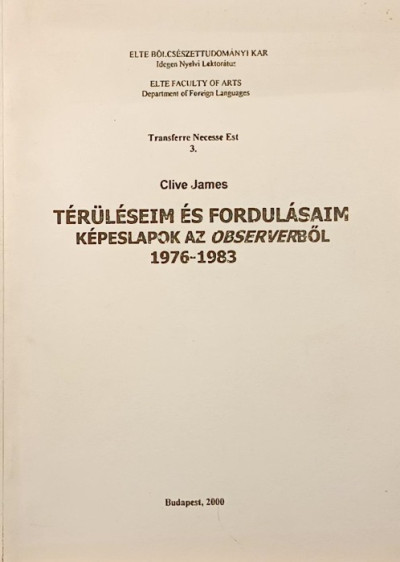 ELTE BÖLCSÉSZETTUDOMÁNYI KAR
Idegen Nyelvi Lektorátus
ELTE FACULTY OF ARTS
Department of Foreign Languages
Transferre Necesse Est
3.
Clive James
TÉRÜLÉSEIM ÉS FORDULÁSAIM
KÉPESLAPOK AZ OBSERVERBŐL
1976-1983
Budapest, 2000